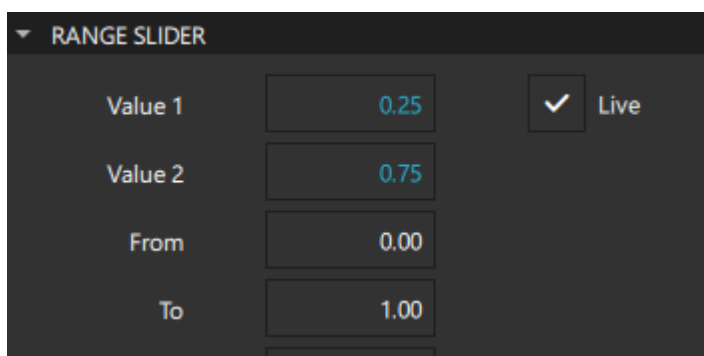 RANGE SLIDER
Value 1 0.25 Live
Value 2 0.75
From 0.00
To 1.00